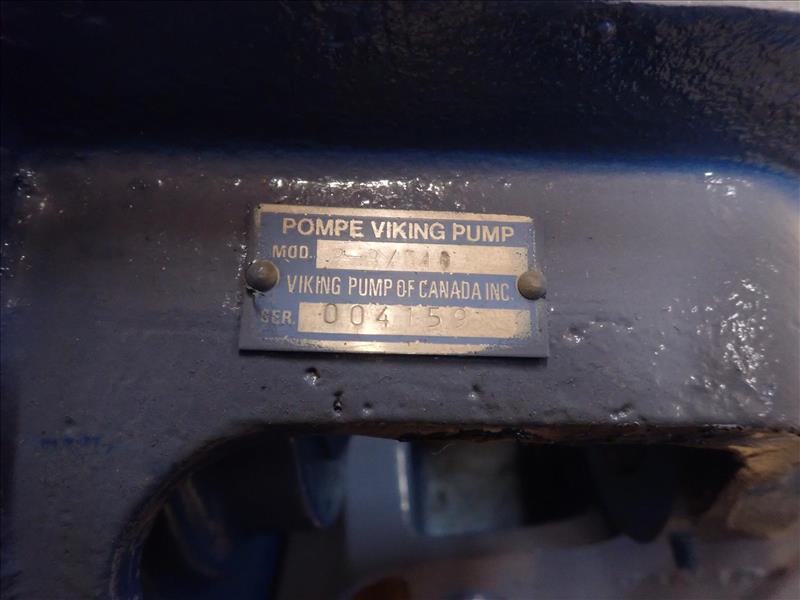 POMPE VIKING PUMP
MOD.
VIKING PUMP OF CANADA INC.
SER. 004159